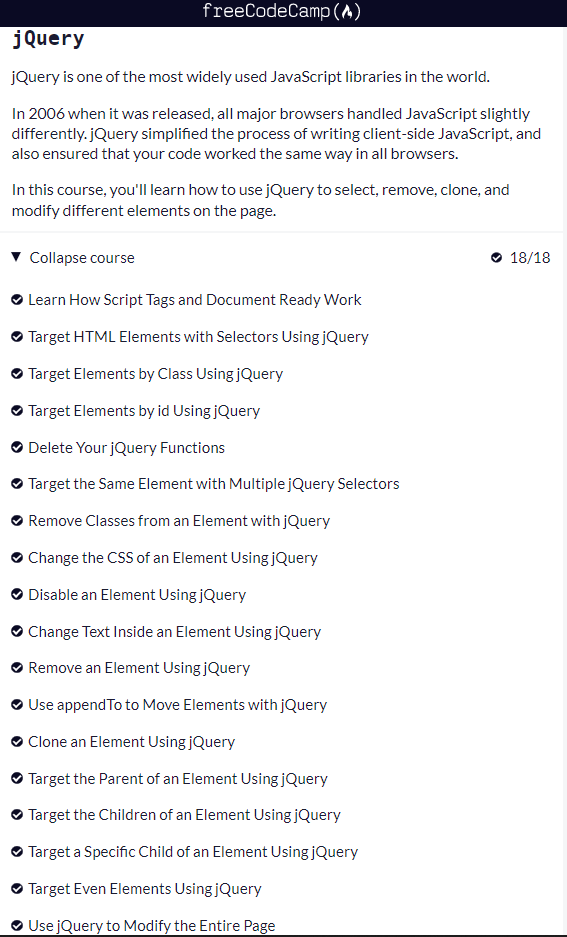 freeCodeCamp(🔥)
jQuery
jQuery is one of the most widely used JavaScript libraries in the world.
In 2006 when it was released, all major browsers handled JavaScript slightly
differently. jQuery simplified the process of writing client-side JavaScript, and
also ensured that your code worked the same way in all browsers.
In this course, you'll learn how to use jQuery to select, remove, clone, and
modify different elements on the page.
Collapse course 18/18
Learn How Script Tags and Document Ready Work
Target HTML Elements with Selectors Using jQuery
Target Elements by Class Using jQuery
Target Elements by id Using jQuery
Delete Your jQuery Functions
Target the Same Element with Multiple jQuery Selectors
Remove Classes from an Element with jQuery
Change the CSS of an Element Using jQuery
Disable an Element Using jQuery
Change Text Inside an Element Using jQuery
Remove an Element Using jQuery
Use appendTo to Move Elements with jQuery
Clone an Element Using jQuery
Target the Parent of an Element Using jQuery
Target the Children of an Element Using jQuery
Target a Specific Child of an Element Using jQuery
Target Even Elements Using jQuery
Use jQuery to Modify the Entire Page